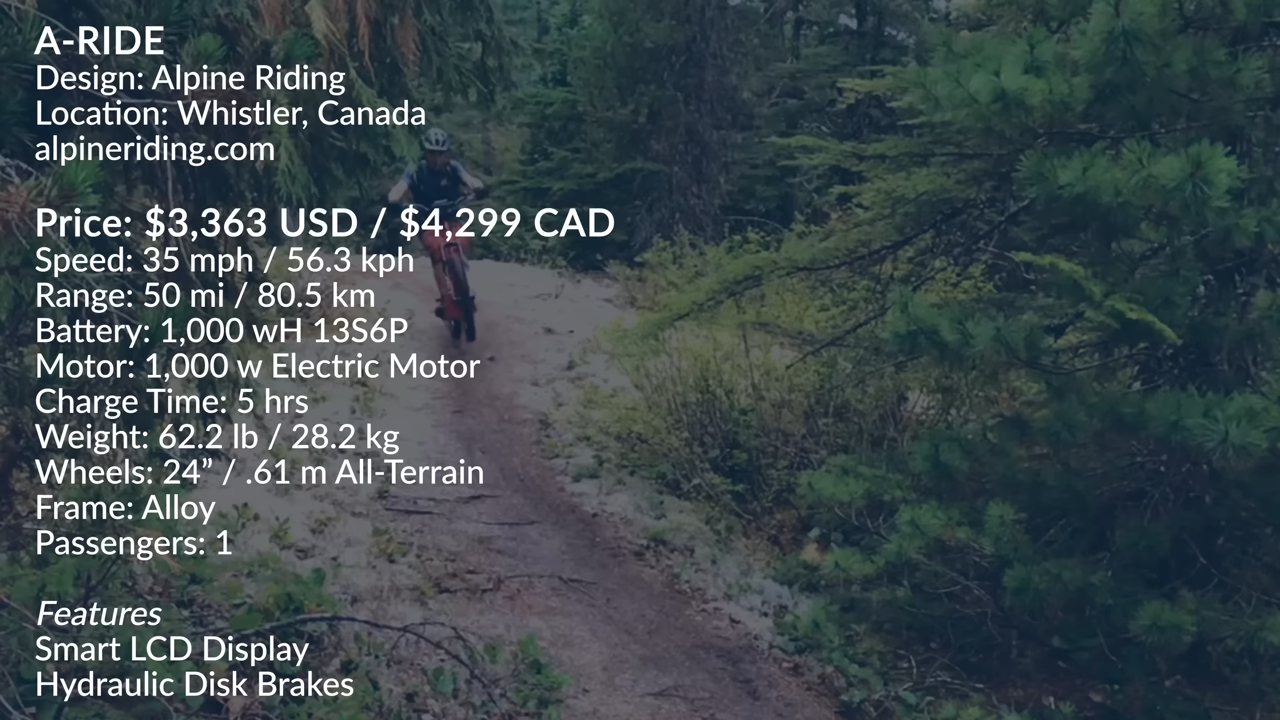 A-RIDE
Design: Alpine Riding
Location: Whistler, Canada
alpineriding.com
Price: $3,363 USD / $4,299 CAD
Speed: 35 mph / 56.3 kph
Range: 50 mi / 80.5 km
Battery: 1,000 wH 13S6P
Motor: 1,000 w Electric Motor
Charge Time: 5 hrs
Weight: 62.2 lb / 28.2 kg
Wheels: 24” / .61 m All-Terrain
Frame: Alloy
Passengers: 1
Features
Smart LCD Display
Hydraulic Disk Brakes